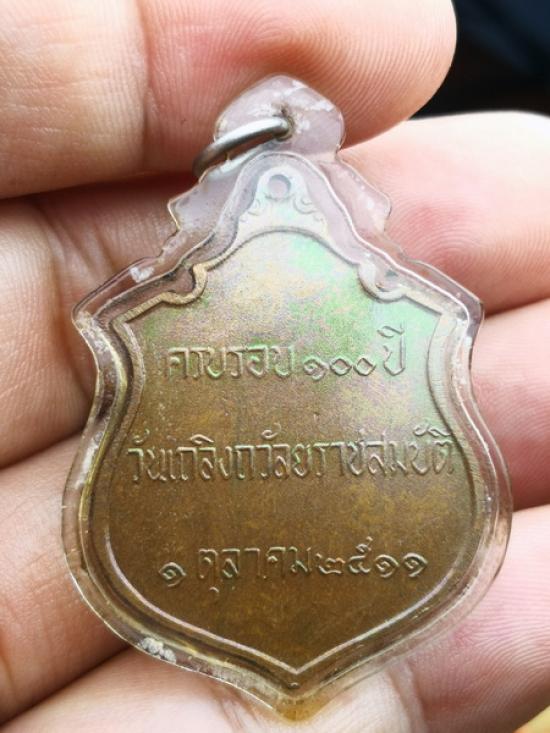 ครบรอบ ๑๐๐ ปี
วันเถลิงถวัลยราชสมบัติ
๑ ตุลาคม ๒๕๑๑